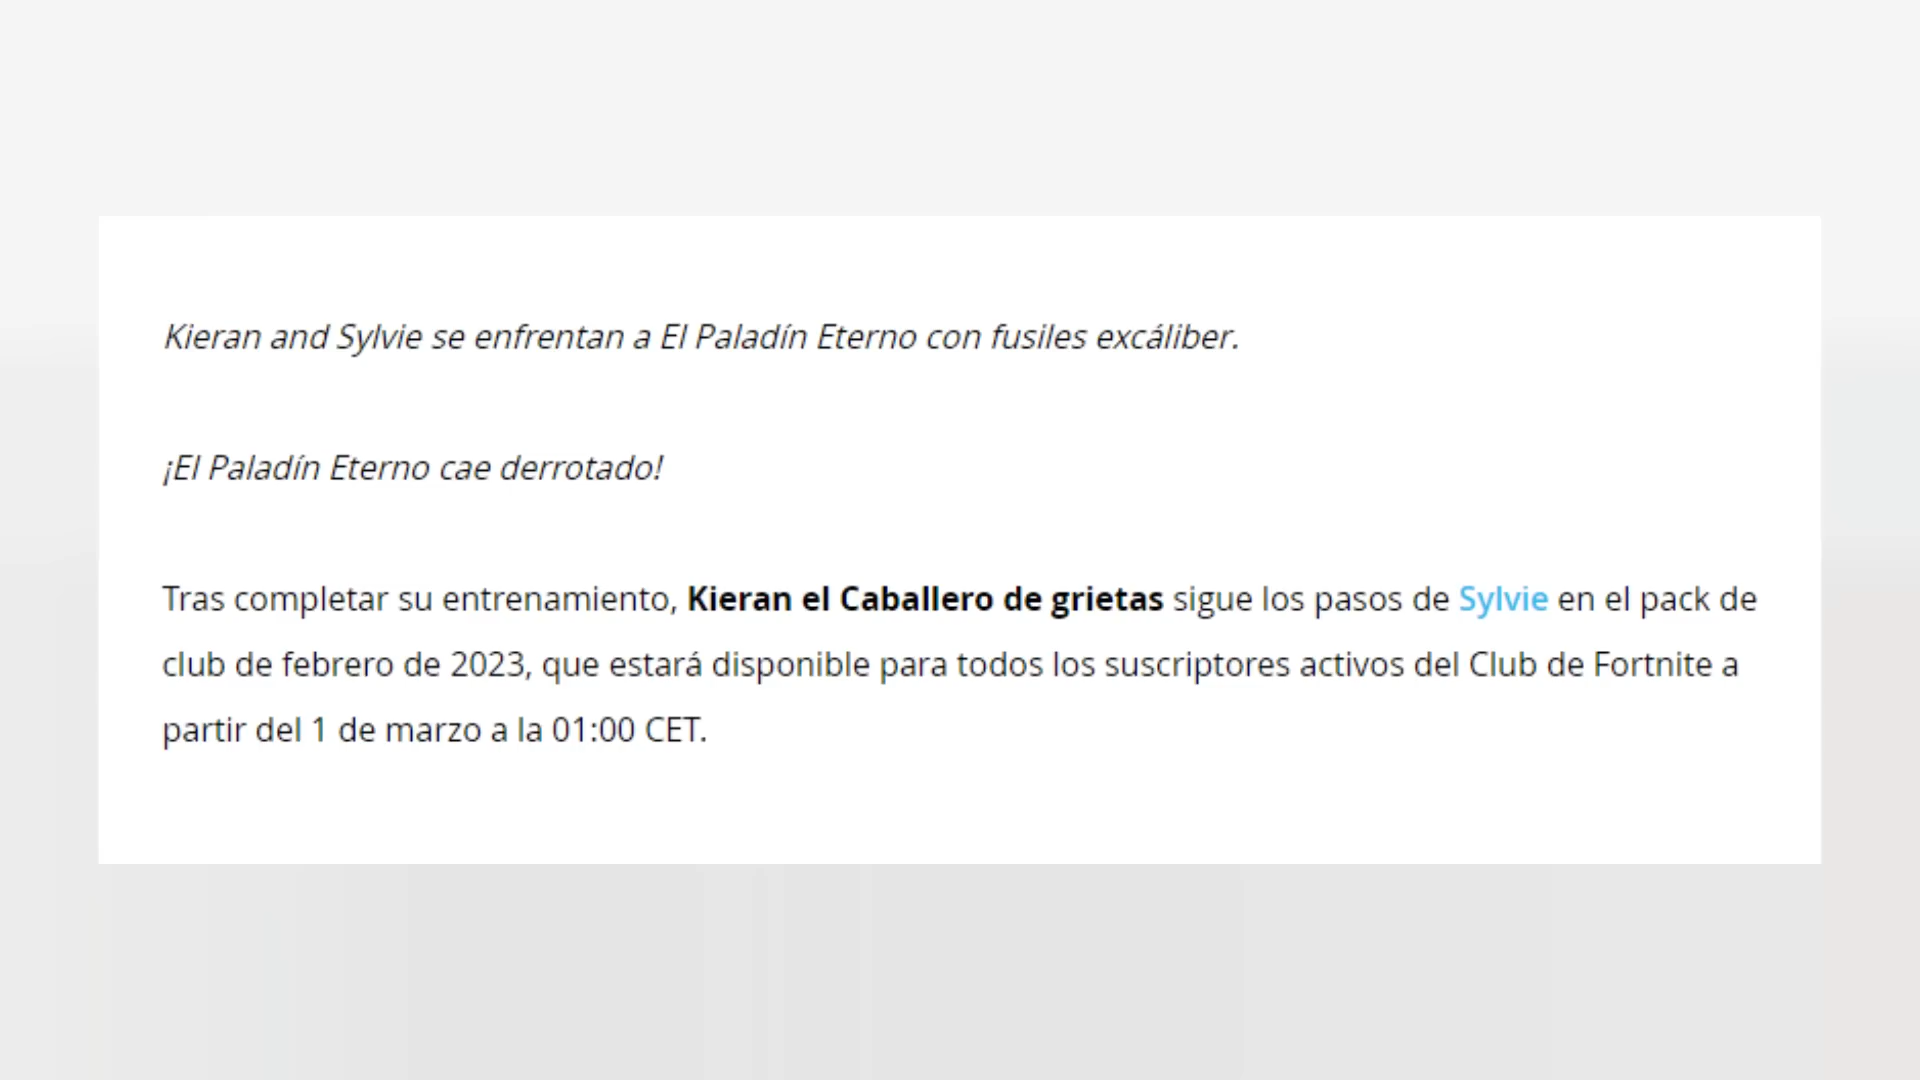 Kieran and Sylvie se enfrentan a El Paladín Eterno con fusiles excáliber.
¡El Paladín Eterno cae derrotado!
Tras completar su entrenamiento, Kieran el Caballero de grietas sigue los pasos de Sylvie en el pack de
club de febrero de 2023, que estará disponible para todos los suscriptores activos del Club de Fortnite a
partir del 1 de marzo a la 01:00 CET.